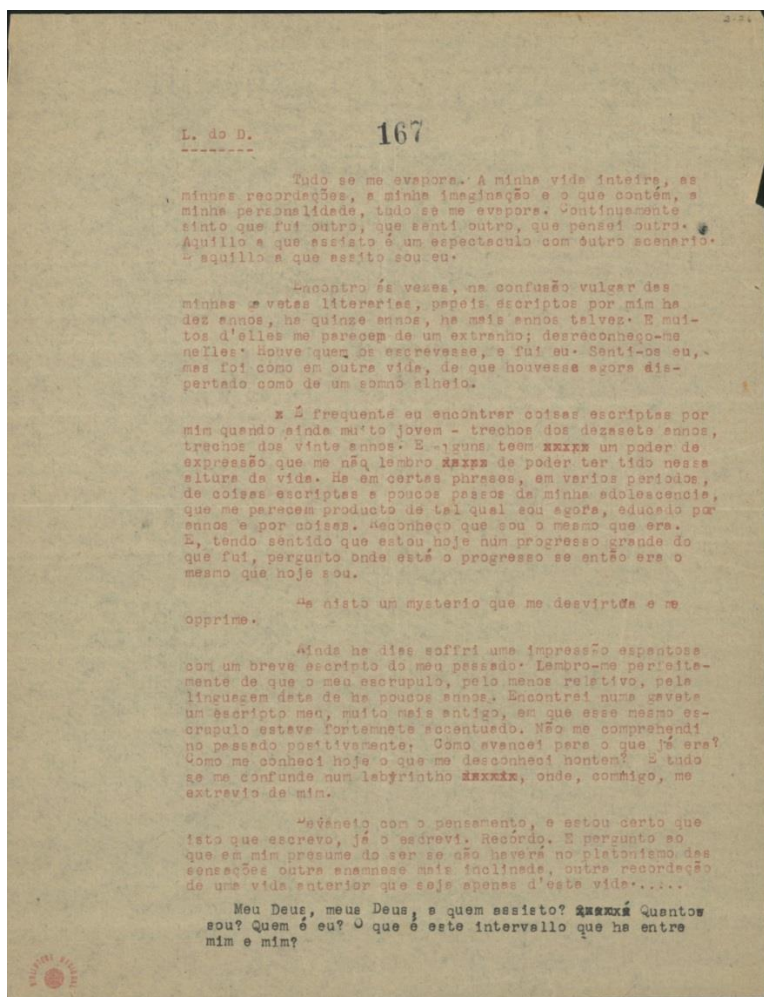 2-26
167
L. do D.
Tudo se me evapora. A minha vida inteira, as
minhas recordações, a minha imaginação e o que contém, a
minha personalidade, tudo se me evapora. Continuamente
sinto que fui outro, que senti outro, que pensei outro.
Aquillo a que assisto é um espectaculo com outro scenario.
E aquillo a que assito sou eu.
Encontro ás vezes, na confusão vulgar das
minhas gavetas literarias, papeis escriptos por mim ha
dez annos, ha quinze annos, ha mais annos talvez. E mui-
tos d'elles me parecem de um extranho; desreconheço-me
nelles. Houve quem os escrevesse, e fui eu. Senti-os eu,
mas foi como em outra vida, de que houvesse agora dis-
pertado como de um somno alheio.
É frequente eu encontrar coisas escriptas por
mim quando ainda muito jovem - trechos dos dezasete annos,
trechos dos vinte annos. E alguns teem um poder de
expressão que me não lembro de poder ter tido nessa
altura da vida. Ha em certas phrases, em varios periodos,
de coisas escriptas a poucos passos da minha adolescencia,
que me parecem producto de tal qual sou agora, educado por
annos e por coisas. Reconheço que sou o mesmo que era.
E, tendo sentido que estou hoje num progresso grande do
que fui, pergunto onde está o progresso se então era o
mesmo que hoje sou.
Ha nisto um mysterio que me desvirtua e me
opprime.
Ainda ha dias soffri uma impressão espantosa
com um breve escripto do meu passado. Lembro-me perfeita-
mente de que o meu escrupulo, pelo menos relativo, pela
linguagem data de ha poucos annos. Encontrei numa gaveta
um escripto meu, muito mais antigo, em que esse mesmo es-
crupulo estava fortemnete accentuado. Não me comprehendi
no passado positivamente. Como avancei para o que já era?
Como me conheci hoje o que me desconheci hontem? E tudo
se me confunde num labyrintho, onde, commigo, me
extravio de mim.
Devaneio com o pensamento, e estou certo que
isto que escrevo, já o escrevi. Recórdo. E pergunto ao
que em mim presume do ser se não haverá no platonismo das
sensações outra anamnese mais inclinada, outra recordação
de uma vida anterior que seja apenas d'esta vida......
Meu Deus, meus Deus, a quem assisto? Quantos
sou? Quem é eu? O que é este intervallo que ha entre
mim e mim?